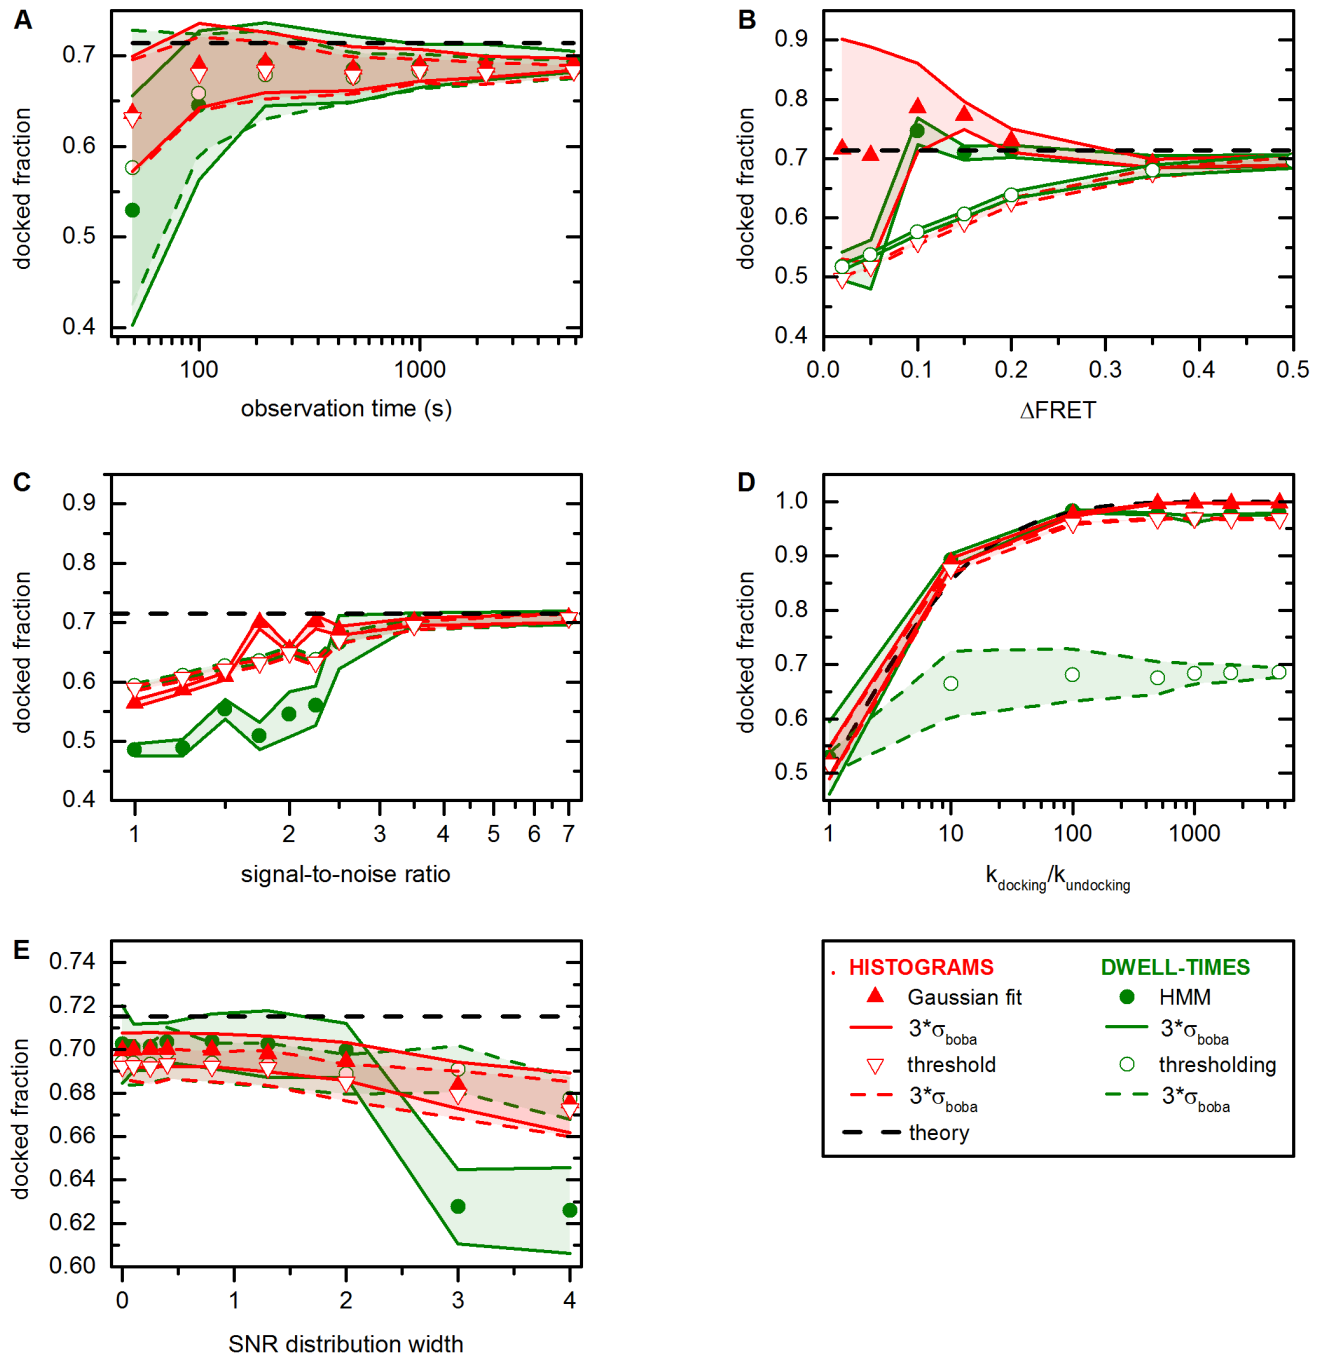 A
0.7
0.6
0.5
0.4
docked fraction
100
1000
observation time (s)
B
0.9
0.8
0.7
0.6
0.5
0.4
docked fraction
0.0
0.1
0.2
0.3
0.4
0.5
ΔFRET
C
0.9
0.8
0.7
0.6
0.5
0.4
docked fraction
1
2
3
4
5
6
7
signal-to-noise ratio
D
1.0
0.9
0.8
0.7
0.6
0.5
docked fraction
1
10
100
1000
k_docking/k_undocking
E
0.74
0.72
0.70
0.68
0.66
0.64
0.62
0.60
docked fraction
0
1
2
3
4
SNR distribution width
HISTOGRAMS
Gaussian fit
3*σ_boba
threshold
3*σ_boba
theory
DWELL-TIMES
HMM
3*σ_boba
thresholding
3*σ_boba